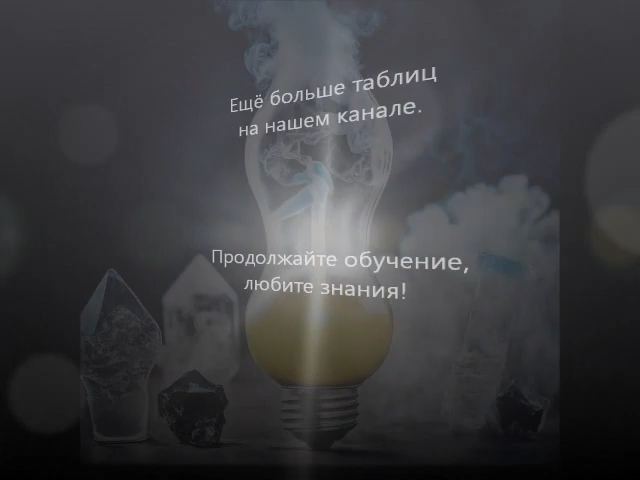 Ещё больше таблиц
на нашем канале.
Продолжайте обучение,
любите знания!